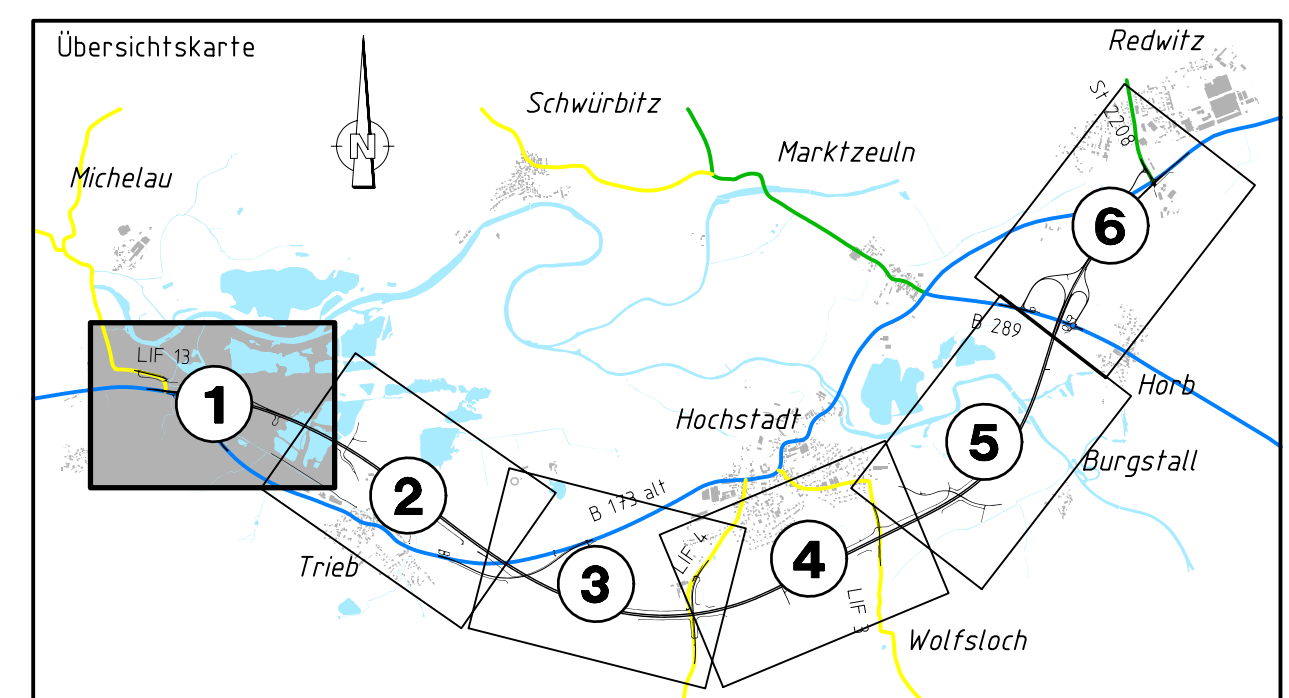 Übersichtskarte
Redwitz
Schwürbitz
St 2208
N
Marktzeuln
Michelau
6
B 289
LIF 13
1
Horb
Hochstadt
5
Burgstall
2
B 173 alt
Trieb
3
LIF 4
4
LIF 3
Wolfsloch